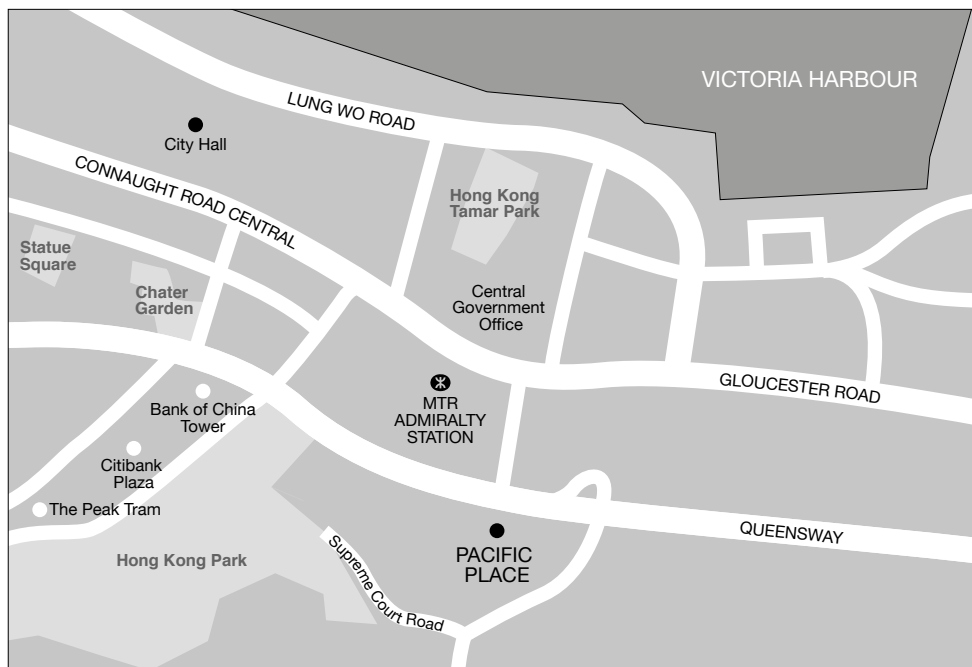 VICTORIA HARBOUR
LUNG WO ROAD
City Hall
CONNAUGHT ROAD CENTRAL
Hong Kong
Tamar Park
Statue
Square
Chater
Garden
Central
Government
Office
GLOUCESTER ROAD
MTR
ADMIRALTY
STATION
Bank of China
Tower
Citibank
Plaza
The Peak Tram
QUEENSWAY
PACIFIC
PLACE
Hong Kong Park
Supreme Court Road